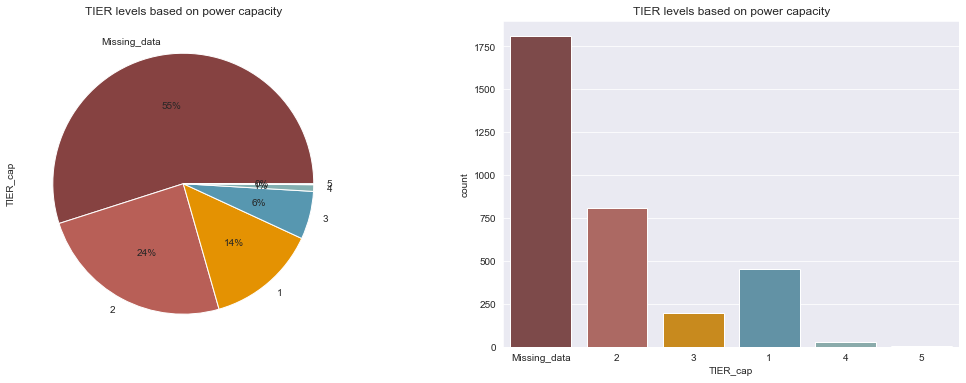 TIER levels based on power capacity
Missing_data
55%
TIER_cap
24%
2
14%
1
6%
3
4
5
TIER levels based on power capacity
1750
1500
1250
1000
750
500
250
0
count
Missing_data 2 3 1 4 5
TIER_cap